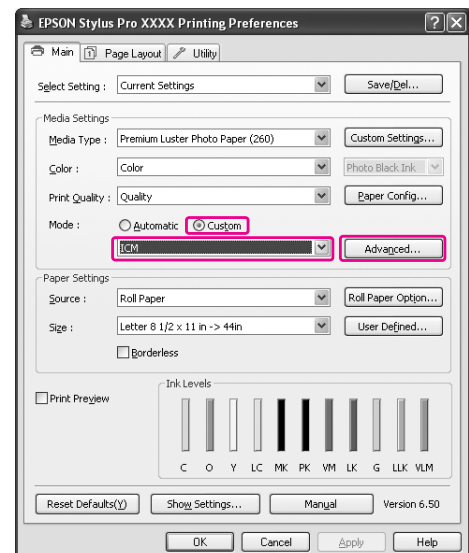 EPSON Stylus Pro XXXX Printing Preferences
Main Page Layout Utility
Select Setting : Current Settings Save/Del...
Media Settings
Media Type : Premium Luster Photo Paper (260) Custom Settings...
Color : Color Photo Black Ink
Print Quality : Quality Paper Config...
Mode : Automatic Custom
ICM Advanced...
Paper Settings
Source : Roll Paper Roll Paper Option...
Size : Letter 8 1/2 x 11 in -> 44in User Defined...
Borderless
Ink Levels
Print Preview
C O Y LC MK PK VM LK G LLK VLM
Reset Defaults(Y) Show Settings... Manual Version 6.50
OK Cancel Apply Help